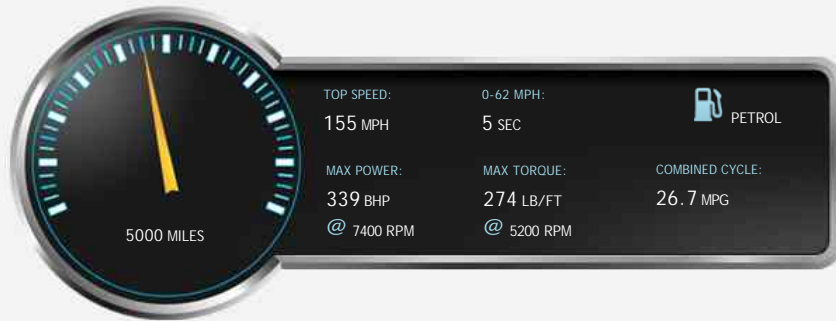 5000 MILES
TOP SPEED:
155 MPH
0-62 MPH:
5 SEC
PETROL
MAX POWER:
339 BHP
@ 7400 RPM
MAX TORQUE:
274 LB/FT
@ 5200 RPM
COMBINED CYCLE:
26.7 MPG